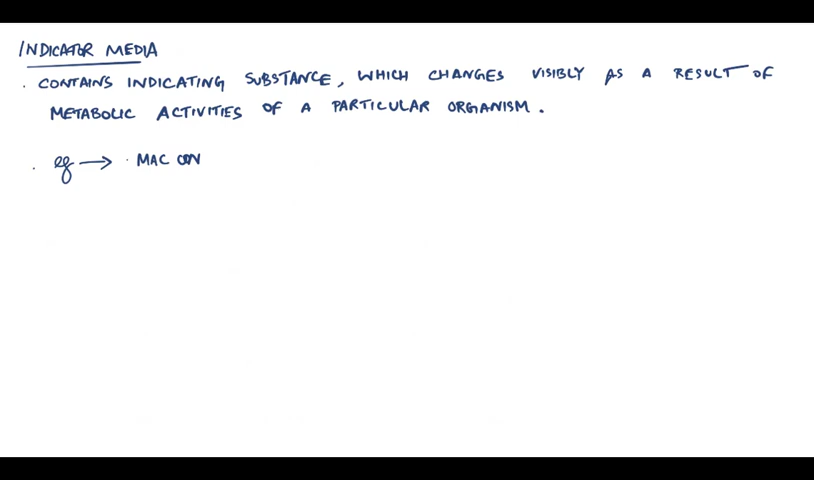 INDICATOR MEDIA
. CONTAINS INDICATING SUBSTANCE, WHICH CHANGES VISIBLY AS A RESULT OF
METABOLIC ACTIVITIES OF A PARTICULAR ORGANISM.
. eg → · MAC CON